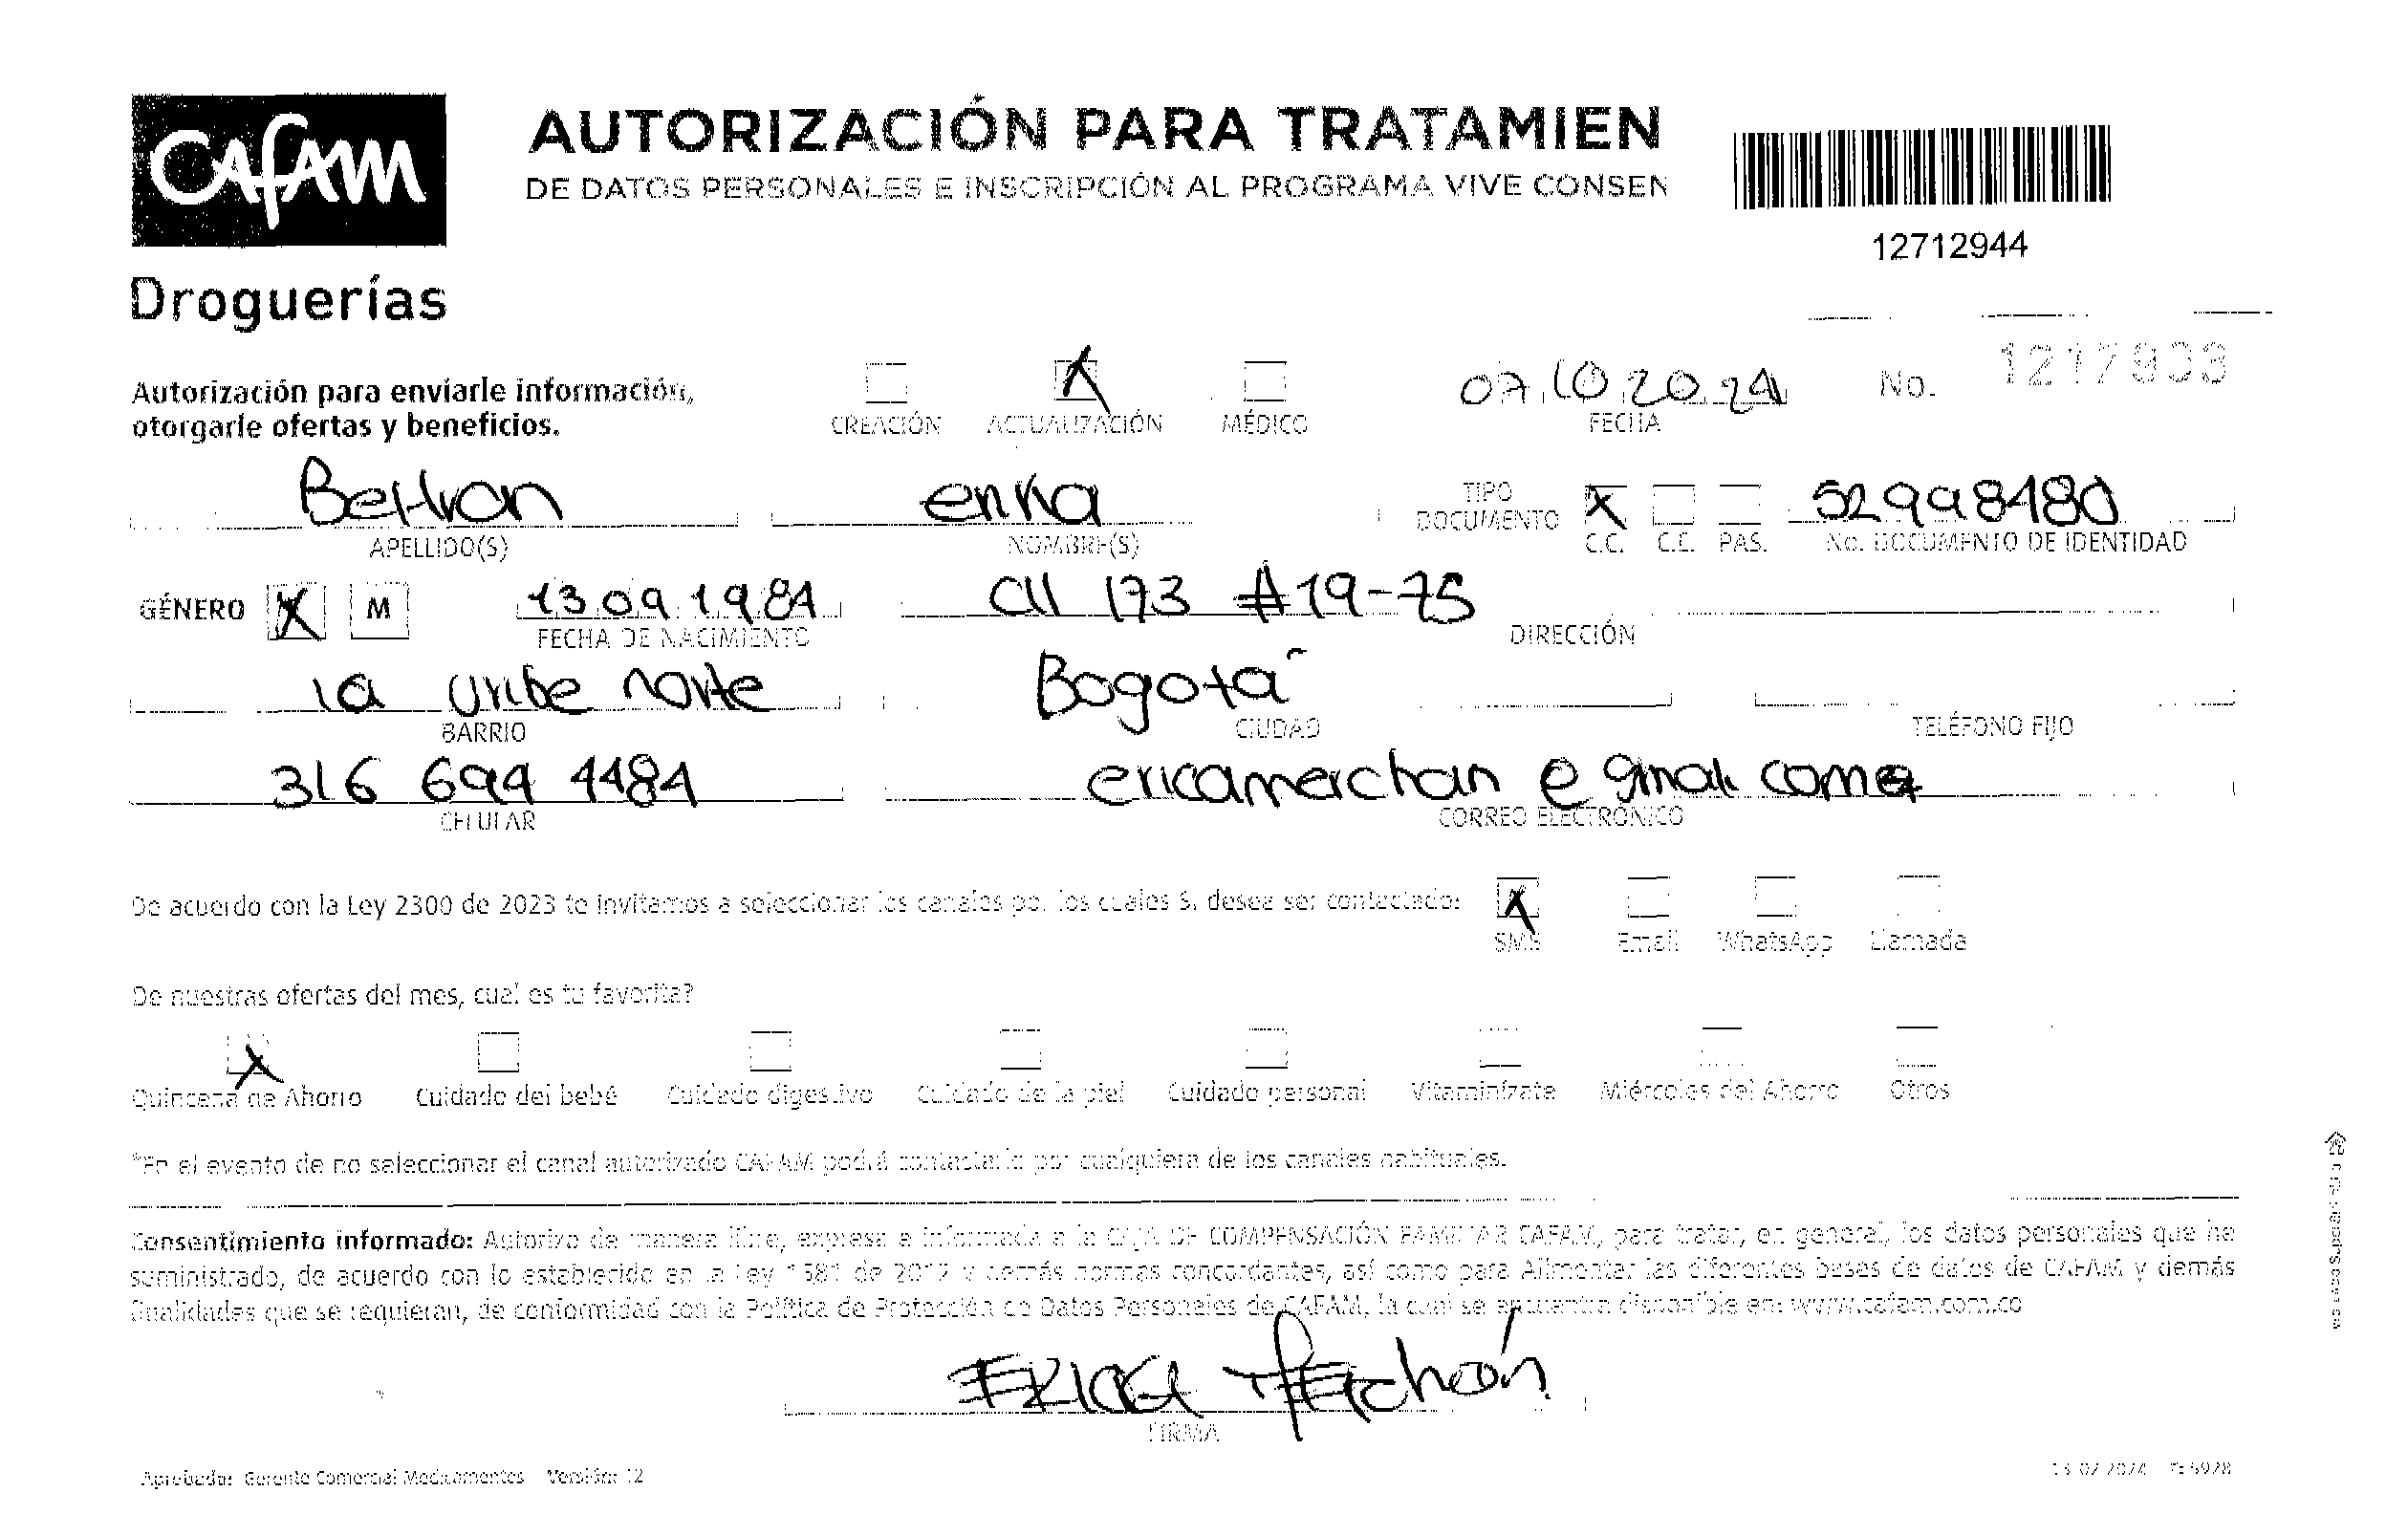 CAFAM
Droguerías
AUTORIZACIÓN PARA TRATAMIEN
DE DATOS PERSONALES E INSCRIPCIÓN AL PROGRAMA VIVE CONSEN
12712944
Autorización para enviarle información,
otorgarle ofertas y beneficios.
CREACIÓN X ACTUALIZACIÓN MÉDICO
07 10 20 24
FECHA
No. 1217933
Beltran enka
APELLIDO(S) NOMBRE(S)
TIPO DOCUMENTO X C.C. C.E. PAS.
52998480
No. DOCUMENTO DE IDENTIDAD
GÉNERO X M 13 09 1984 Cll 173 #19-75
FECHA DE NACIMIENTO DIRECCIÓN
la uribe norte Bogotá
BARRIO CIUDAD TELÉFONO FIJO
316 694 4484 ericamerchan e gmail com
CELULAR CORREO ELECTRÓNICO
De acuerdo con la Ley 2300 de 2023 te invitamos a seleccionar los canales por los cuales Si desea ser contactado: X
SMS Email WhatsApp Llamada
De nuestras ofertas del mes, cual es tu favorita?
X
Quincena de Ahorro Cuidado del bebé Cuidado digestivo Cuidado de la piel Cuidado personal Vitaminízate Miércoles del Ahorro Otros
*En el evento de no seleccionar el canal autorizado CAFAM podrá contactarlo por cualquiera de los canales habituales.
Consentimiento informado: Autorizo de manera libre, expresa e informada a la CAJA DE COMPENSACIÓN FAMILIAR CAFAM, para tratar, en general, los datos personales que he
suministrado, de acuerdo con lo establecido en la Ley 1581 de 2012 y demás normas concordantes, así como para Alimentar las diferentes bases de datos de CAFAM y demás
finalidades que se requieran, de conformidad con la Política de Protección de Datos Personales de CAFAM, la cual se encuentra disponible en: www.cafam.com.co
ERICA Merchán
FIRMA
Aprobado: Gerente Comercial Medicamentos Versión: 12